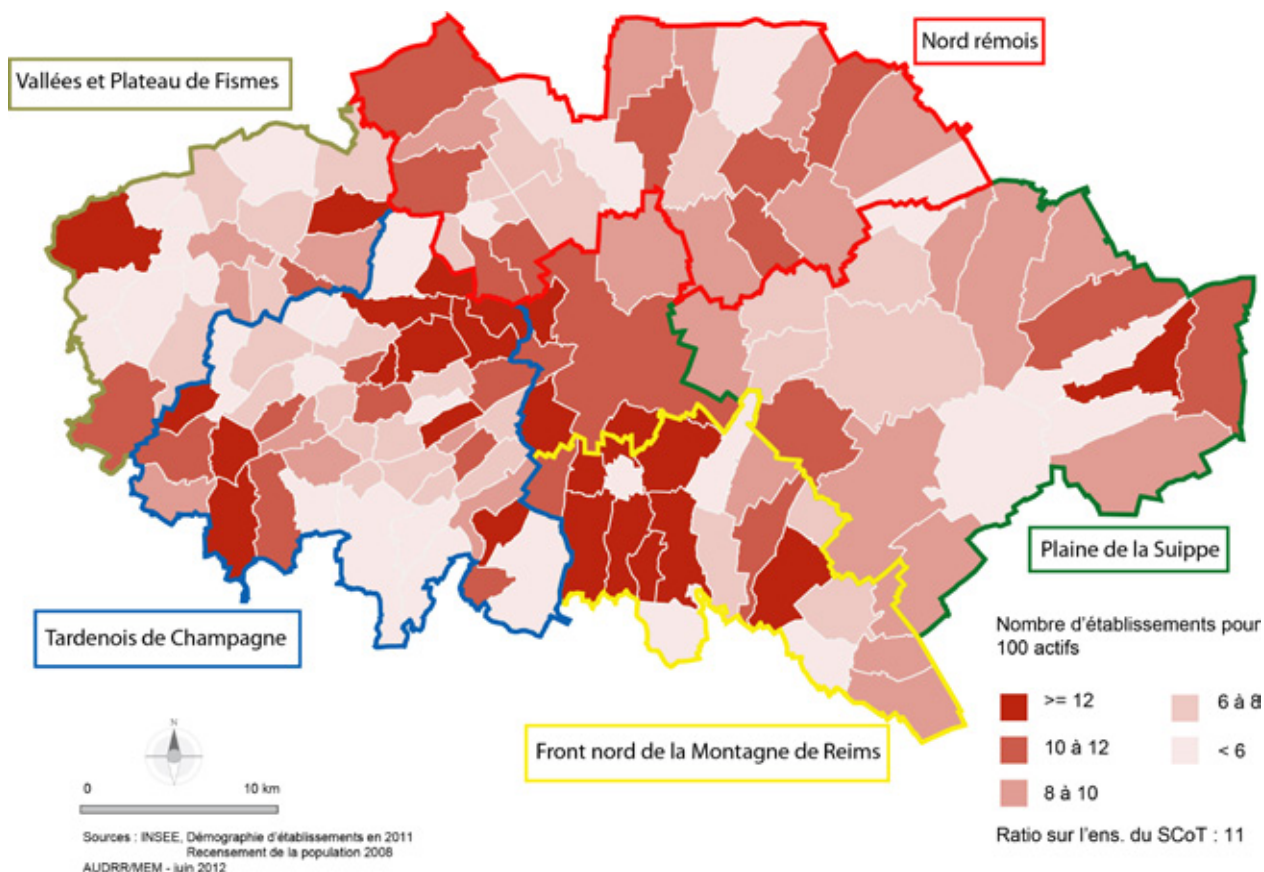 Nord rémois
Vallées et Plateau de Fismes
Plaine de la Suippe
Tardenois de Champagne
Front nord de la Montagne de Reims
Nombre d'établissements pour
100 actifs
>= 12
6 à 8
10 à 12
< 6
8 à 10
Ratio sur l'ens. du SCoT : 11
N
0 10 km
Sources : INSEE, Démographie d'établissements en 2011
Recensement de la population 2008
AUDRR/MEM - juin 2012